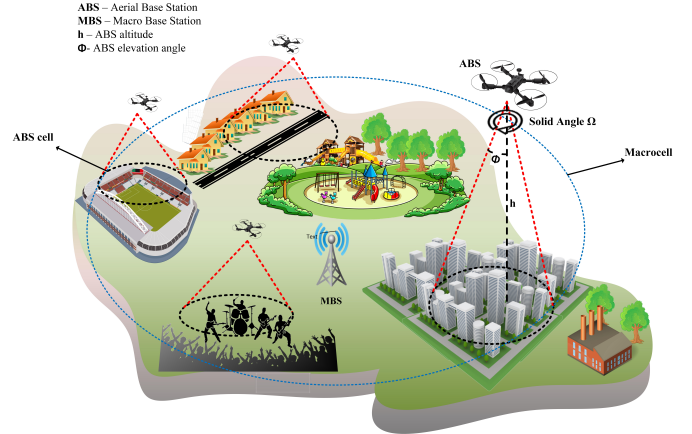 ABS – Aerial Base Station
MBS – Macro Base Station
h – ABS altitude
Φ- ABS elevation angle
ABS
Solid Angle Ω
ABS cell
Macrocell
Φ
h
Text
MBS